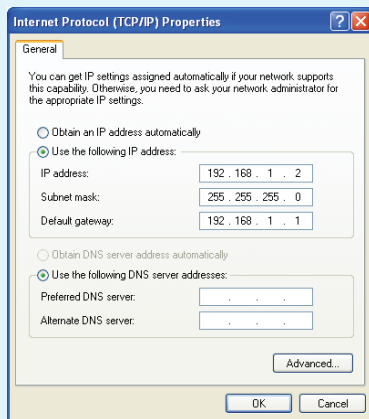 Internet Protocol (TCP/IP) Properties
General
You can get IP settings assigned automatically if your network supports
this capability. Otherwise, you need to ask your network administrator for
the appropriate IP settings.
Obtain an IP address automatically
Use the following IP address:
IP address: 192 . 168 . 1 . 2
Subnet mask: 255 . 255 . 255 . 0
Default gateway: 192 . 168 . 1 . 1
Obtain DNS server address automatically
Use the following DNS server addresses:
Preferred DNS server: . . .
Alternate DNS server: . . .
Advanced...
OK Cancel